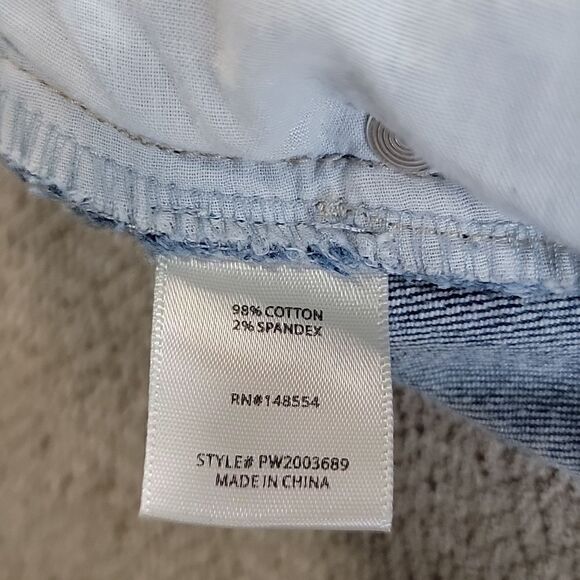 98% COTTON
2% SPANDEX
RN#148554
STYLE# PW2003689
MADE IN CHINA